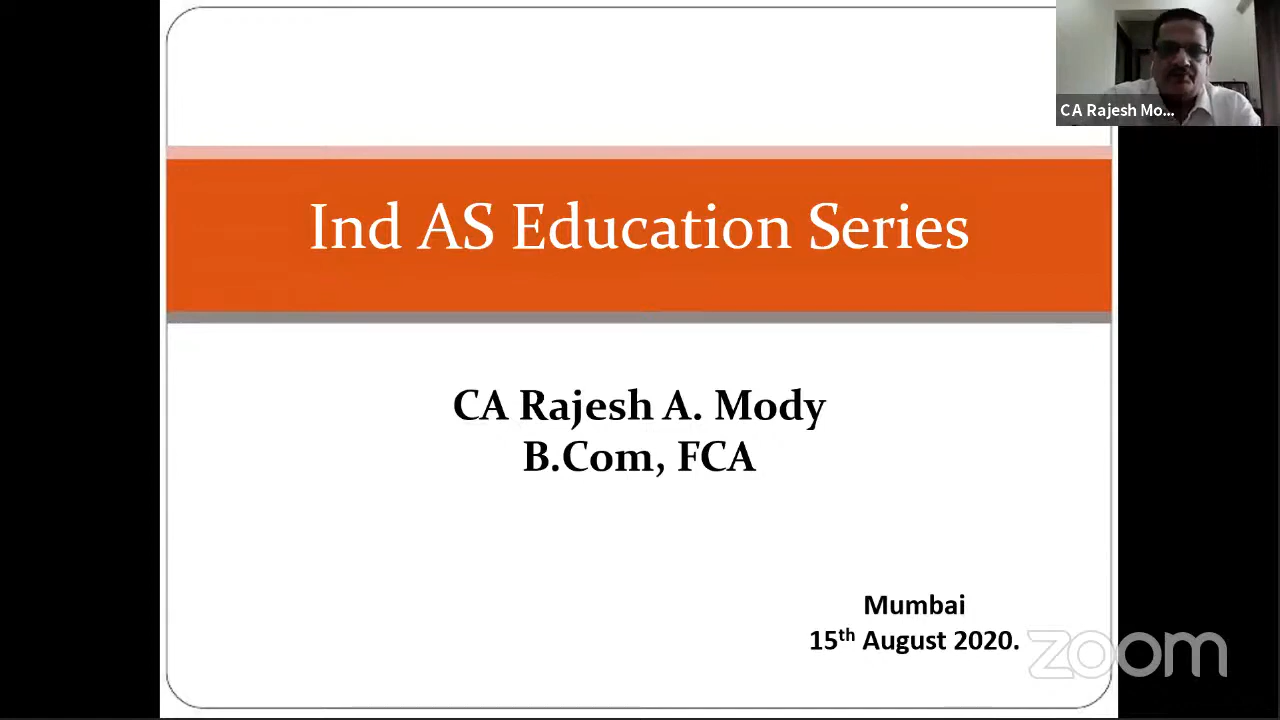 CA Rajesh Mo...
Ind AS Education Series
CA Rajesh A. Mody
B.Com, FCA
Mumbai
15th August 2020.
zoom